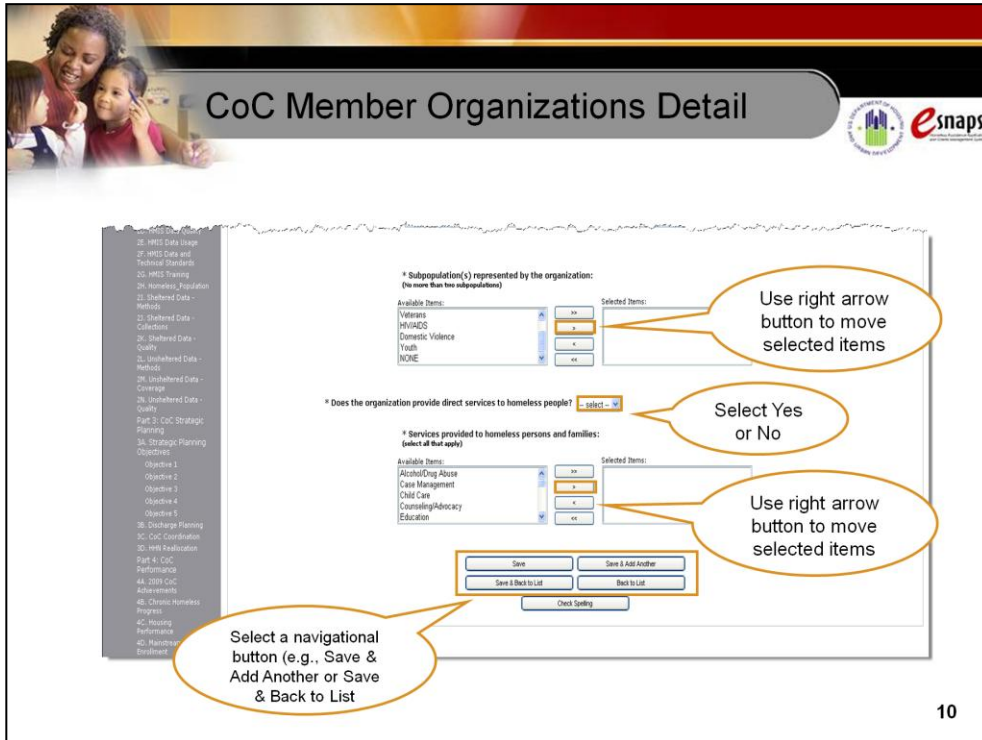 CoC Member Organizations Detail
esnaps
2E. HMIS Data Usage
2F. HMIS Data and
Technical Standards
2G. HMIS Training
2H. Homeless_Population
2I. Sheltered Data -
Methods
2J. Sheltered Data -
Collections
2K. Sheltered Data -
Quality
2L. Unsheltered Data -
Methods
2M. Unsheltered Data -
Coverage
2N. Unsheltered Data -
Quality
Part 3: CoC Strategic
Planning
3A. Strategic Planning
Objectives
Objective 1
Objective 2
Objective 3
Objective 4
Objective 5
3B. Discharge Planning
3C. CoC Coordination
3D. HHN Reallocation
Part 4: CoC
Performance
4A. 2009 CoC
Achievements
4B. Chronic Homeless
Progress
4C. Housing
Performance
4D. Mainstream
Enrollment
* Subpopulation(s) represented by the organization:
(No more than two subpopulations)
Available Items:
Selected Items:
Veterans
HIV/AIDS
Domestic Violence
Youth
NONE
>>
>
<
<<
Use right arrow
button to move
selected items
* Does the organization provide direct services to homeless people?
-- select --
Select Yes
or No
* Services provided to homeless persons and families:
(select all that apply)
Available Items:
Selected Items:
Alcohol/Drug Abuse
Case Management
Child Care
Counseling/Advocacy
Education
>>
>
<
<<
Use right arrow
button to move
selected items
Save
Save & Add Another
Save & Back to List
Back to List
Check Spelling
Select a navigational
button (e.g., Save &
Add Another or Save
& Back to List
10